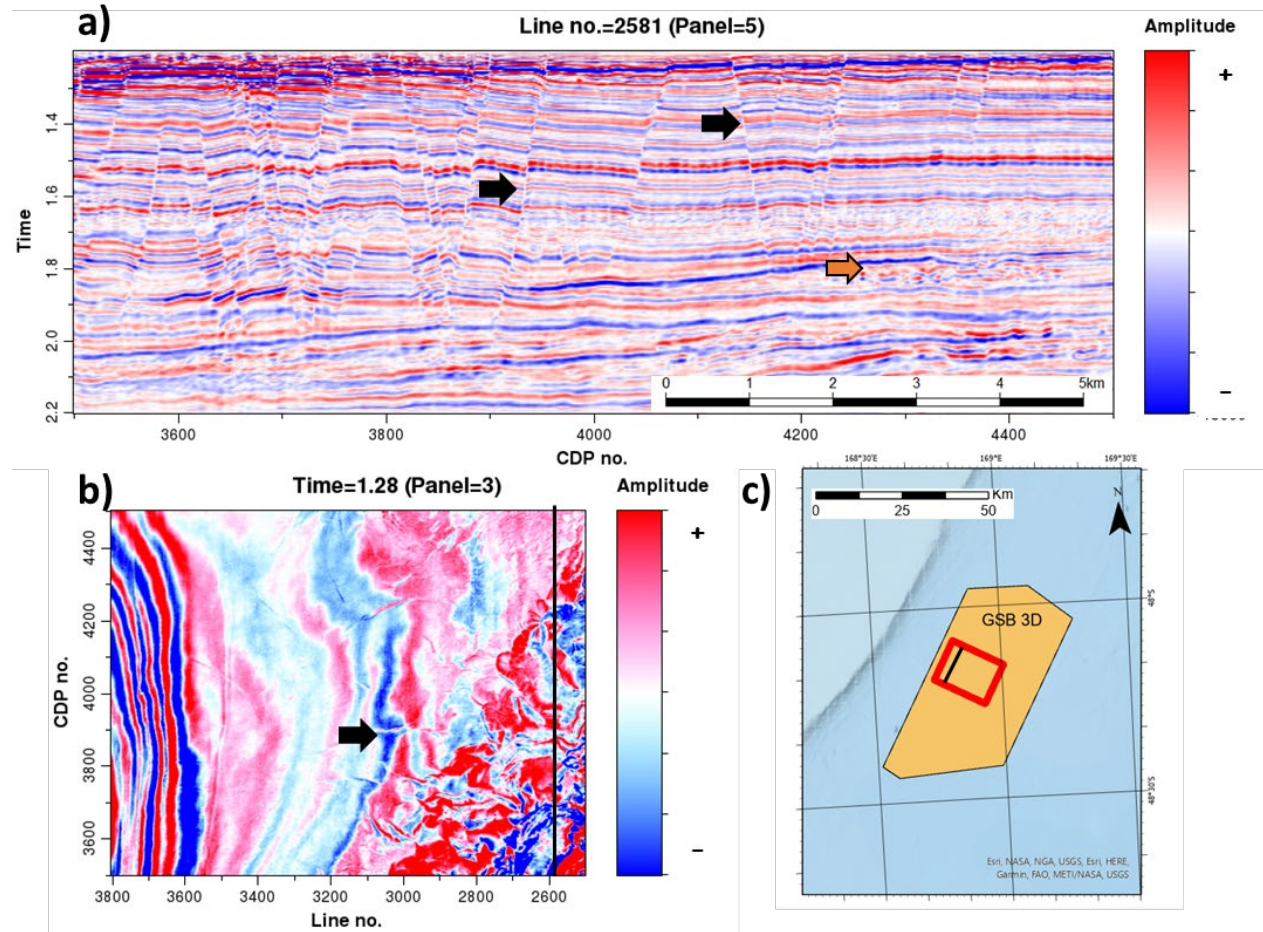 a)
Line no.=2581 (Panel=5)
Amplitude
+
−
Time
1.4
1.6
1.8
2.0
2.2
0 1 2 3 4 5km
3600 3800 4000 4200 4400
CDP no.
b)
Time=1.28 (Panel=3)
Amplitude
+
−
CDP no.
4400
4200
4000
3800
3600
3800 3600 3400 3200 3000 2800 2600
Line no.
c)
168°30'E 169°E 169°30'E
0 25 50 Km
N
48°S
GSB 3D
48°30'S
Esri, NASA, NGA, USGS, Esri, HERE,
Garmin, FAO, METI/NASA, USGS